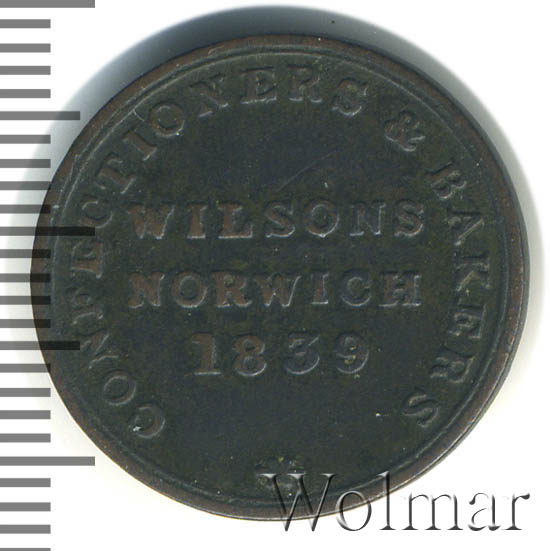 CONFECTIONERS & BAKERS
WILSONS
NORWICH
1839
Wolmar